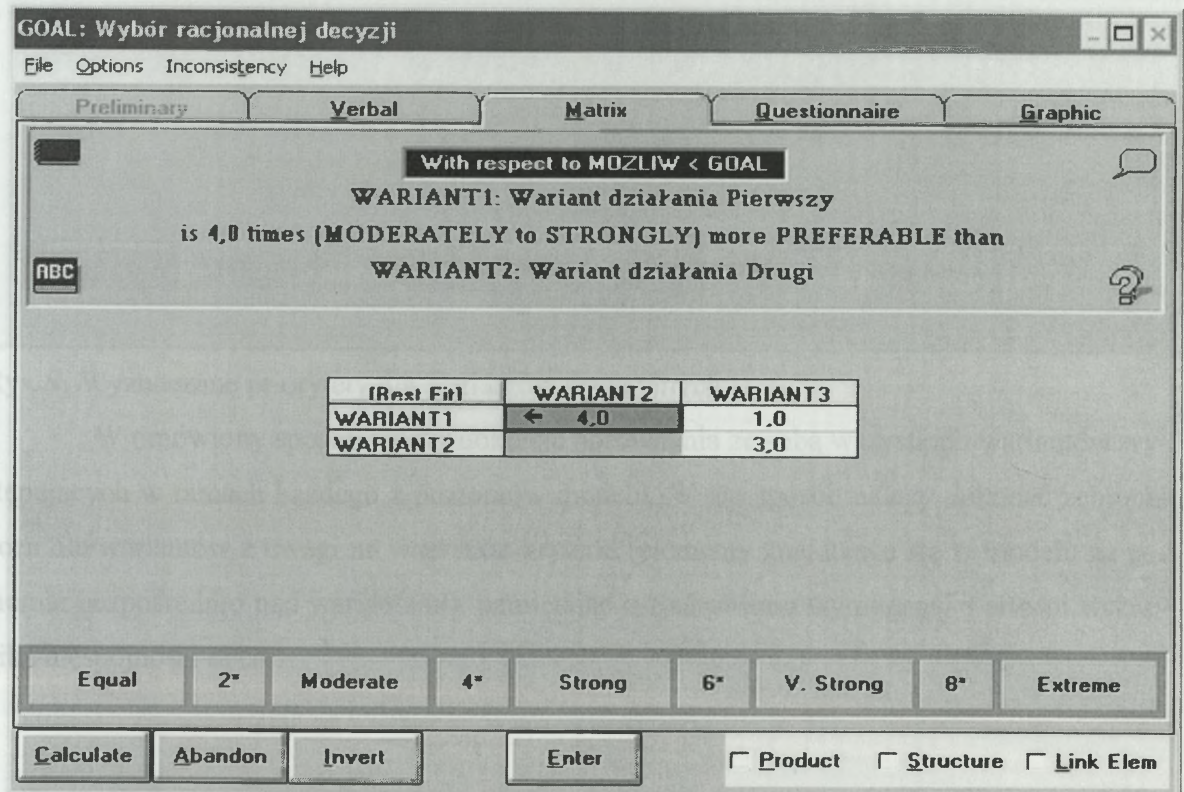 GOAL: Wybór racjonalnej decyzji
File Options Inconsistency Help
Preliminary Verbal Matrix Questionnaire Graphic
With respect to MOZLIW < GOAL
WARIANT1: Wariant działania Pierwszy
is 4,0 times (MODERATELY to STRONGLY) more PREFERABLE than
ABC WARIANT2: Wariant działania Drugi
[Best Fit] WARIANT2 WARIANT3
WARIANT1 ← 4,0 1,0
WARIANT2 3,0
Equal 2" Moderate 4" Strong 6" V. Strong 8" Extreme
Calculate Abandon Invert Enter Product Structure Link Elem